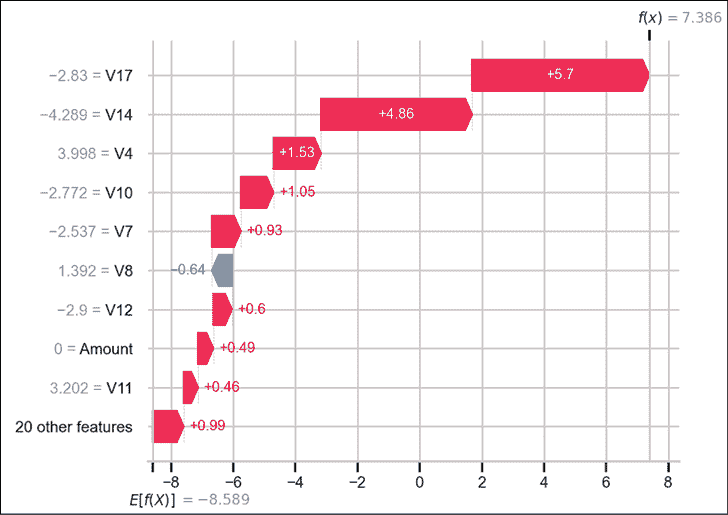 f(x) = 7.386
−2.83 = V17 +5.7
−4.289 = V14 +4.86
3.998 = V4 +1.53
−2.772 = V10 +1.05
−2.537 = V7 +0.93
1.392 = V8 −0.64
−2.9 = V12 +0.6
0 = Amount +0.49
3.202 = V11 +0.46
20 other features +0.99
−8 −6 −4 −2 0 2 4 6 8
E[f(X)] = −8.589